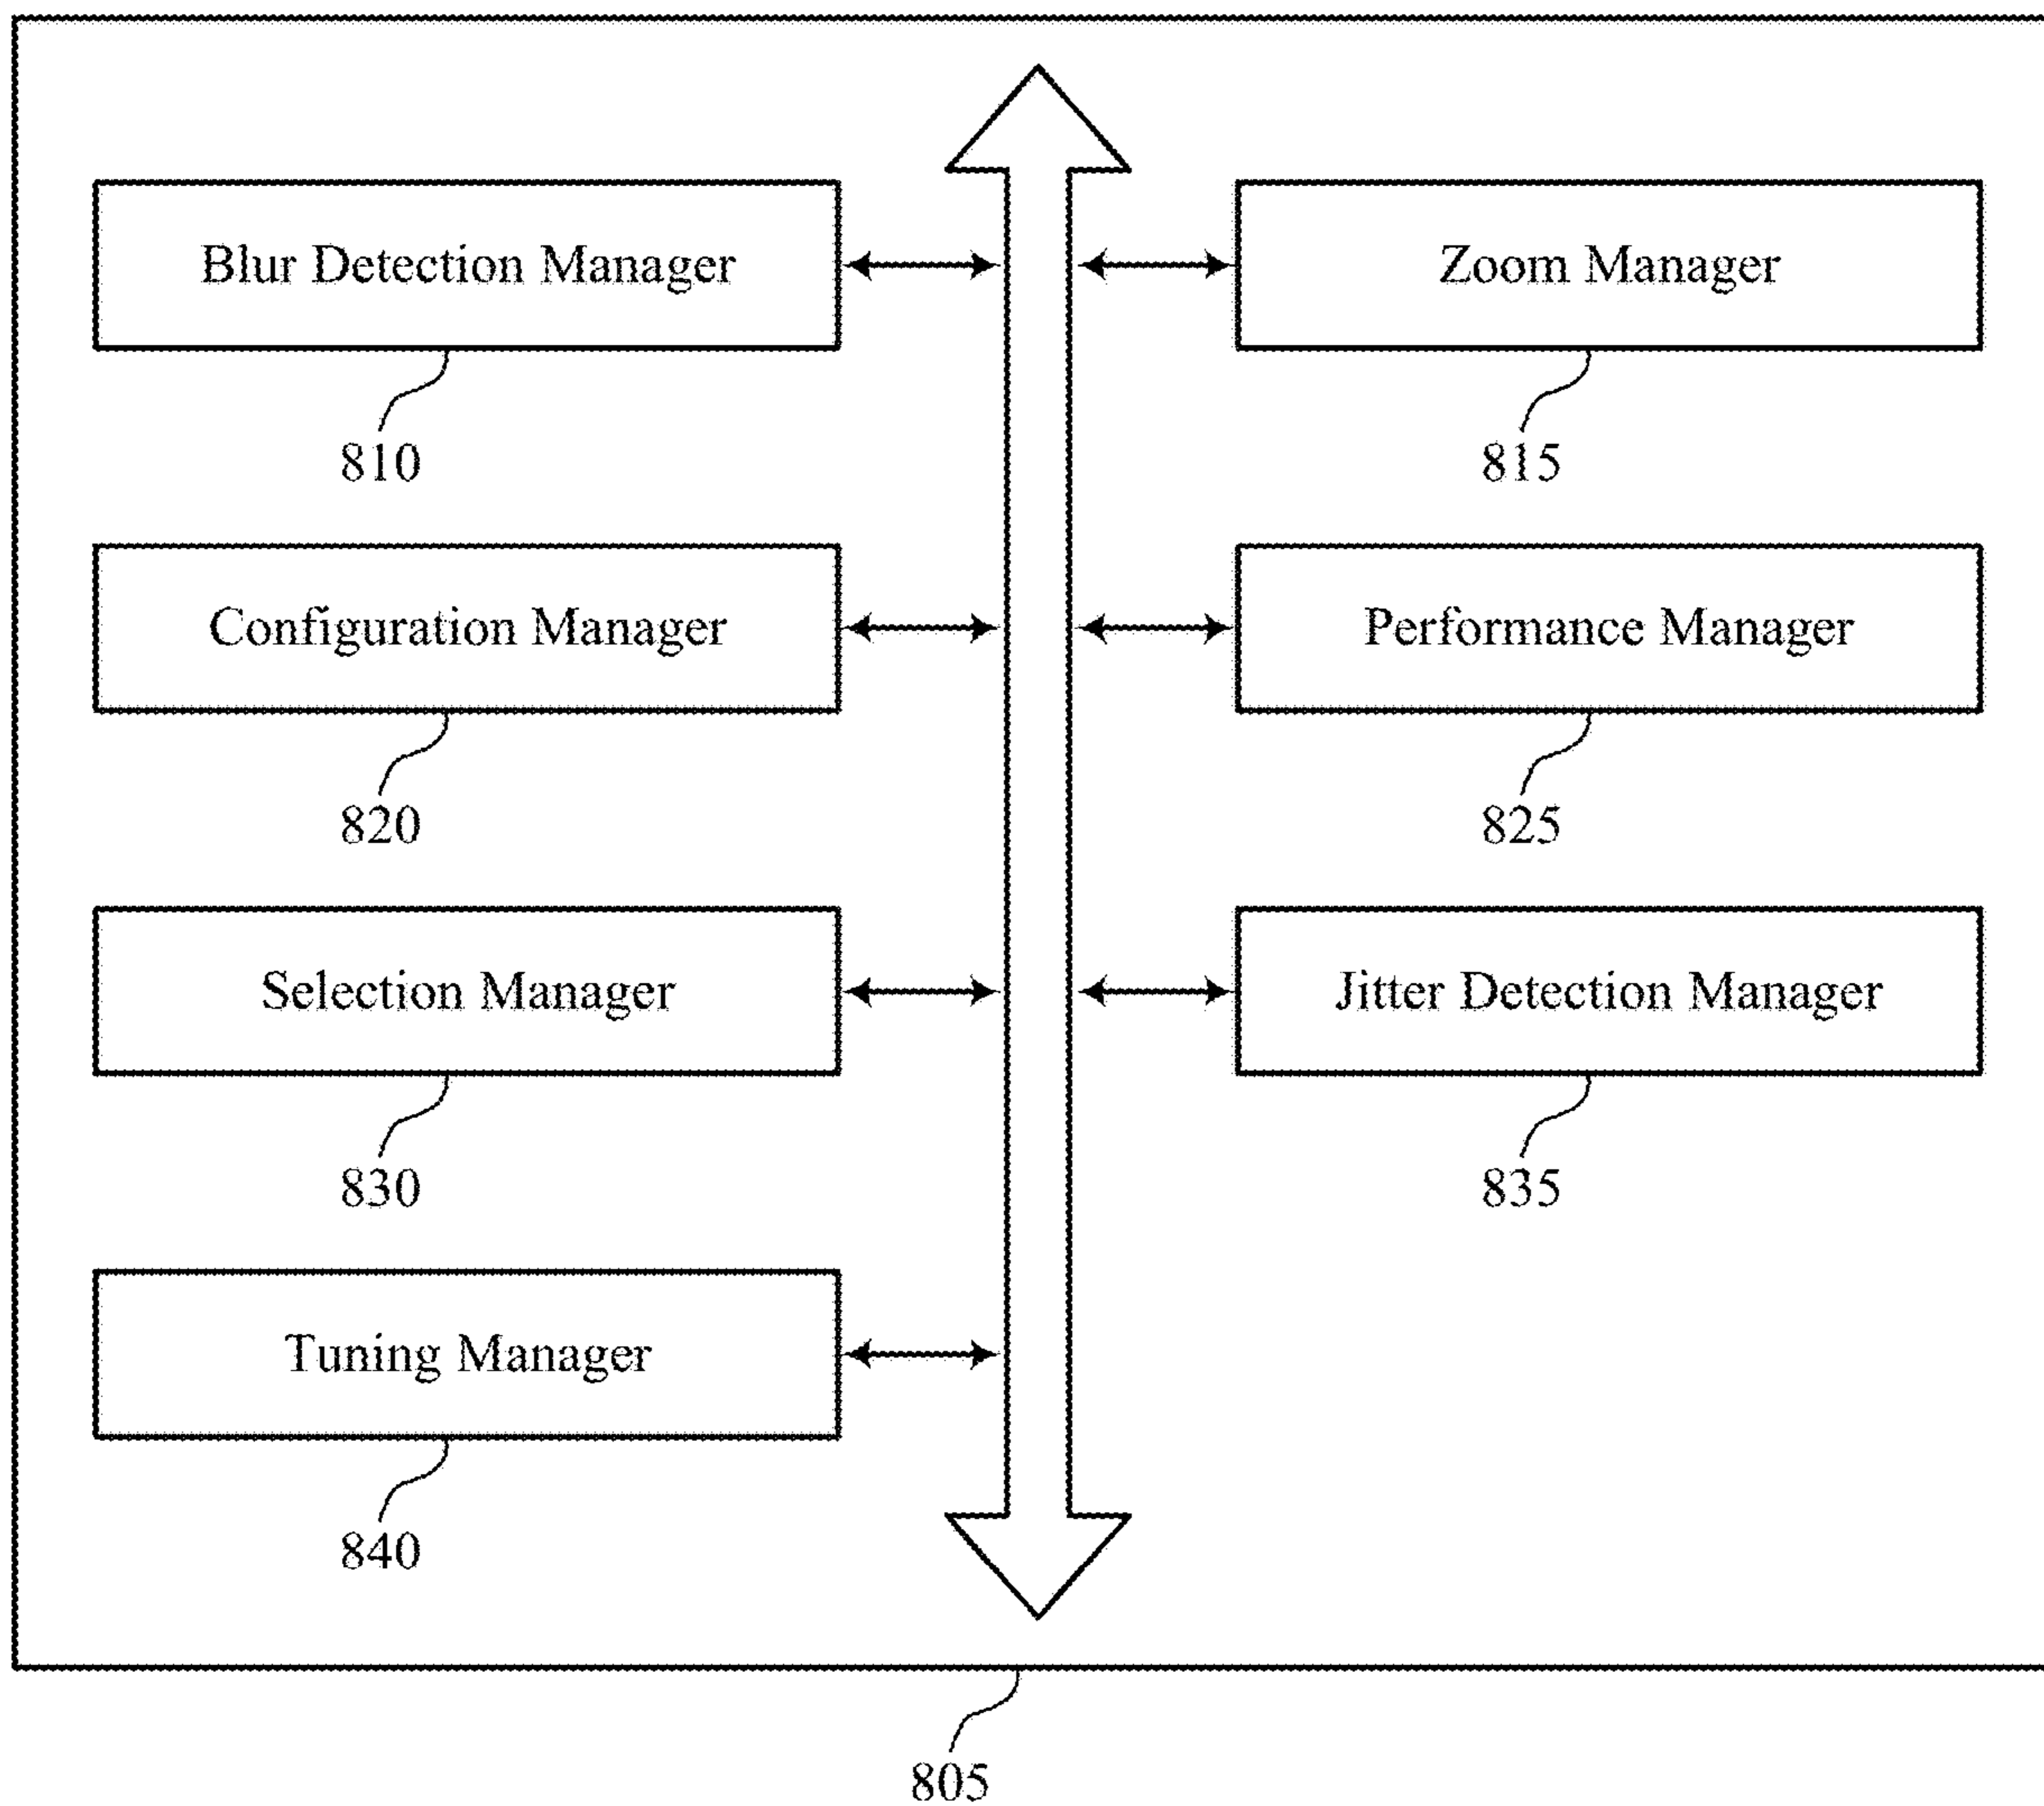 Blur Detection Manager
Zoom Manager
810
815
Configuration Manager
Performance Manager
820
825
Selection Manager
Jitter Detection Manager
830
835
Tuning Manager
840
805